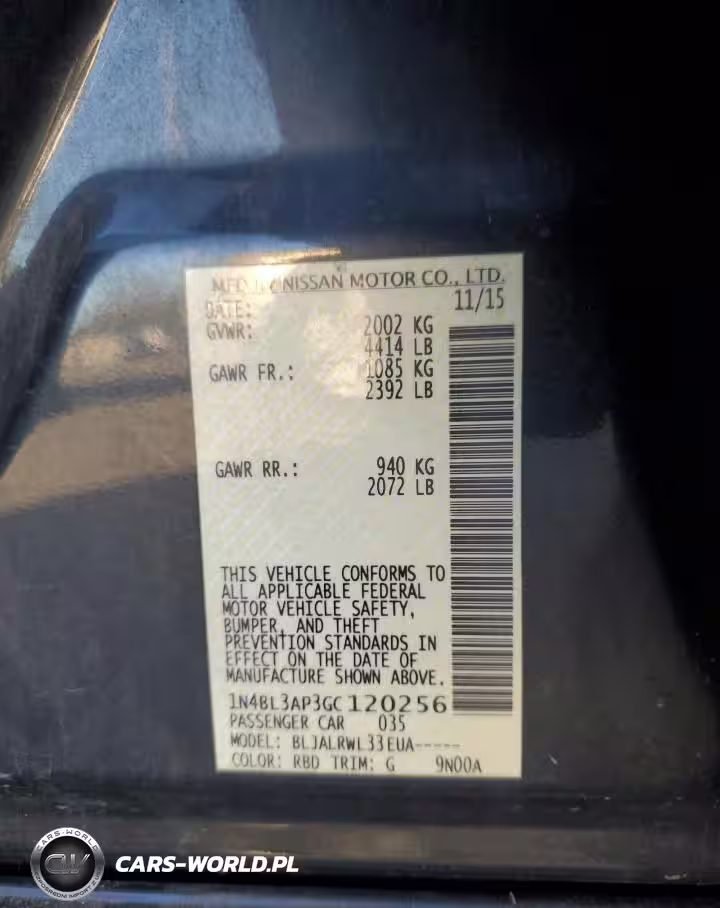 MFD BY NISSAN MOTOR CO., LTD.
DATE: 11/15
GVWR: 2002 KG
4414 LB
GAWR FR.: 1085 KG
2392 LB
GAWR RR.: 940 KG
2072 LB
THIS VEHICLE CONFORMS TO
ALL APPLICABLE FEDERAL
MOTOR VEHICLE SAFETY,
BUMPER, AND THEFT
PREVENTION STANDARDS IN
EFFECT ON THE DATE OF
MANUFACTURE SHOWN ABOVE.
1N4BL3AP3GC120256
PASSENGER CAR 035
MODEL: BLJALRWL33EUA-----
COLOR: RBD TRIM: G 9N00A
CARS-WORLD
CW
CARS-WORLD.PL